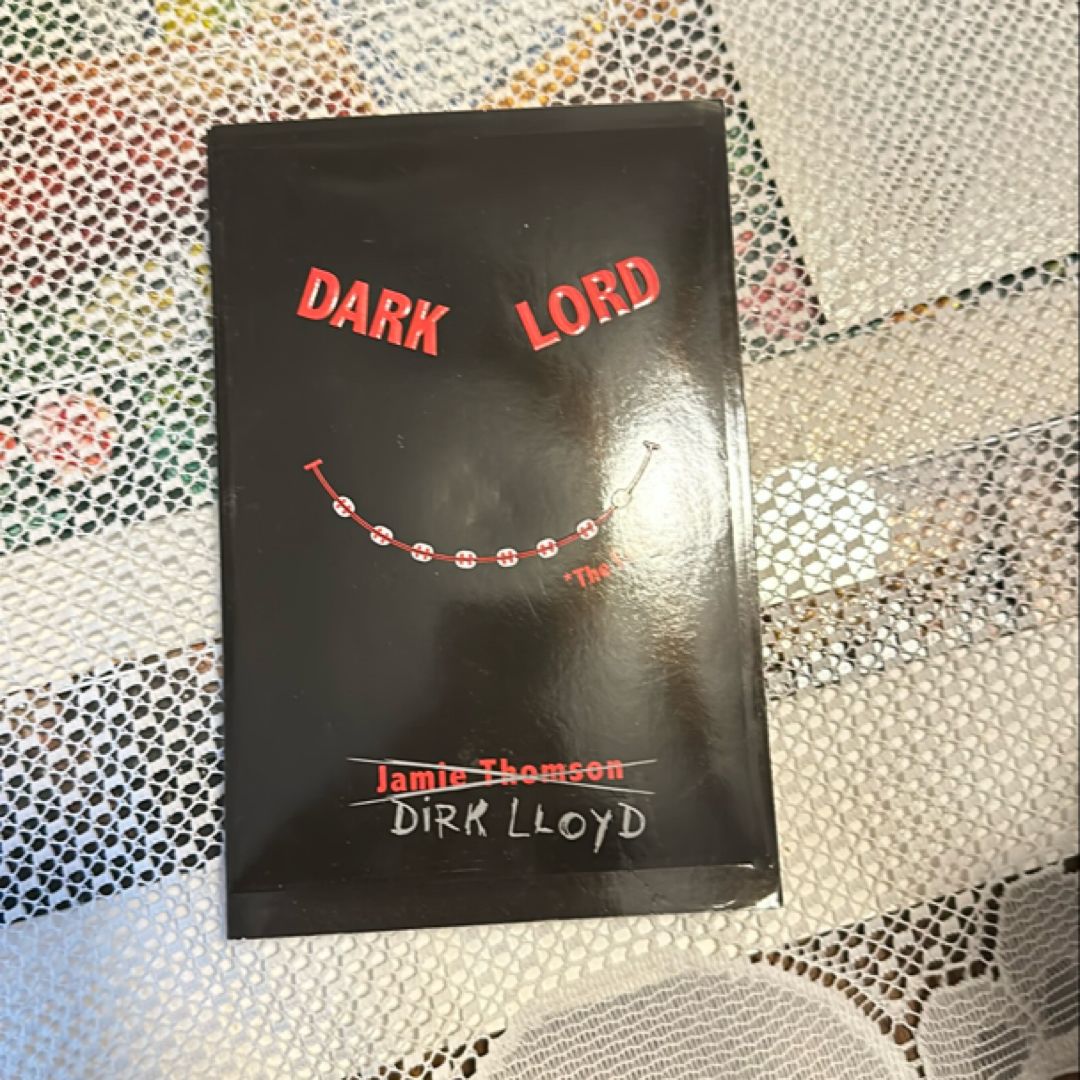 DARK LORD
*The
Jamie Thomson
DiRK LLOYD